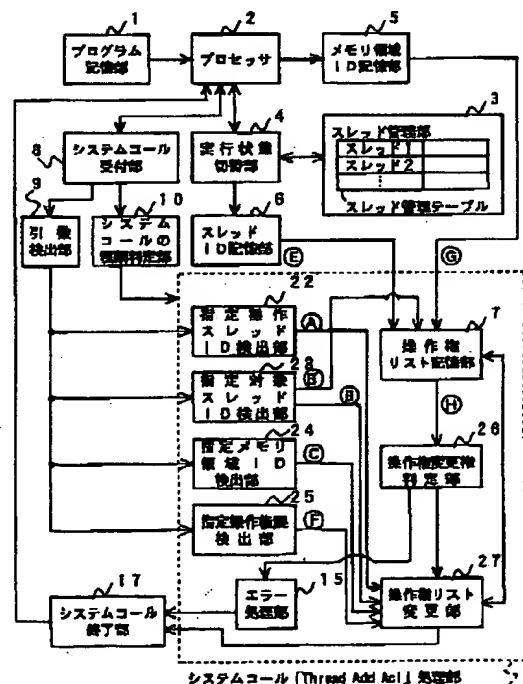 1
プログラム
記憶部
2
プロセッサ
5
メモリ領域
ID記憶部
3
スレッド管理部
スレッド1
スレッド2
⋮
スレッド管理テーブル
8
システムコール
受付部
4
実行状態
切替部
9
引数
検出部
10
システム
コールの
種類判定部
6
スレッド
ID記憶部
Ⓔ
Ⓖ
22
指定操作
スレッド
ID検出部
Ⓐ
23
指定対象
スレッド
ID検出部
Ⓑ'
Ⓑ
24
指定メモリ
領域ID
検出部
Ⓒ
25
指定操作権限
検出部
Ⓕ
7
操作権
リスト記憶部
Ⓗ
26
操作権変更権
判定部
15
エラー
処理部
17
システムコール
終了部
27
操作権リスト
変更部
システムコール「Thread Add Acl」処理部